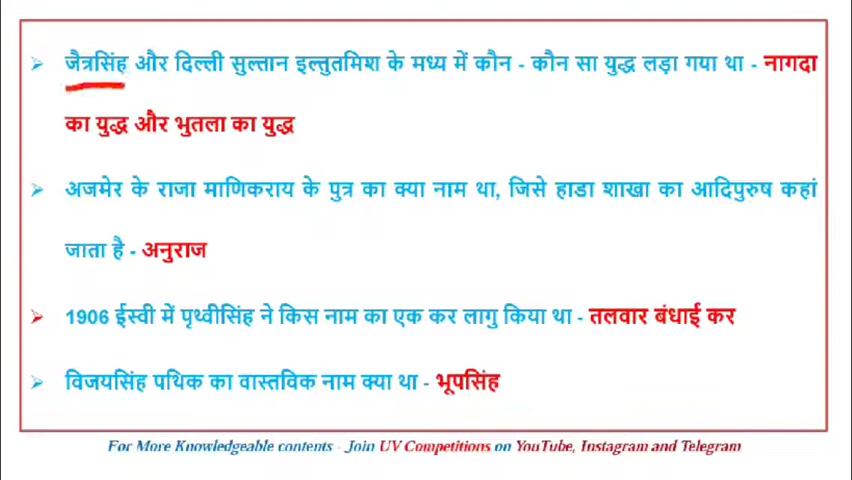 ➢ जैत्रसिंह और दिल्ली सुल्तान इल्तुतमिश के मध्य में कौन - कौन सा युद्ध लड़ा गया था - नागदा
का युद्ध और भुतला का युद्ध
➢ अजमेर के राजा माणिकराय के पुत्र का क्या नाम था, जिसे हाडा शाखा का आदिपुरुष कहां
जाता है - अनुराज
➢ 1906 ईस्वी में पृथ्वीसिंह ने किस नाम का एक कर लागु किया था - तलवार बंधाई कर
➢ विजयसिंह पथिक का वास्तविक नाम क्या था - भूपसिंह
For More Knowledgeable contents - Join UV Competitions on YouTube, Instagram and Telegram